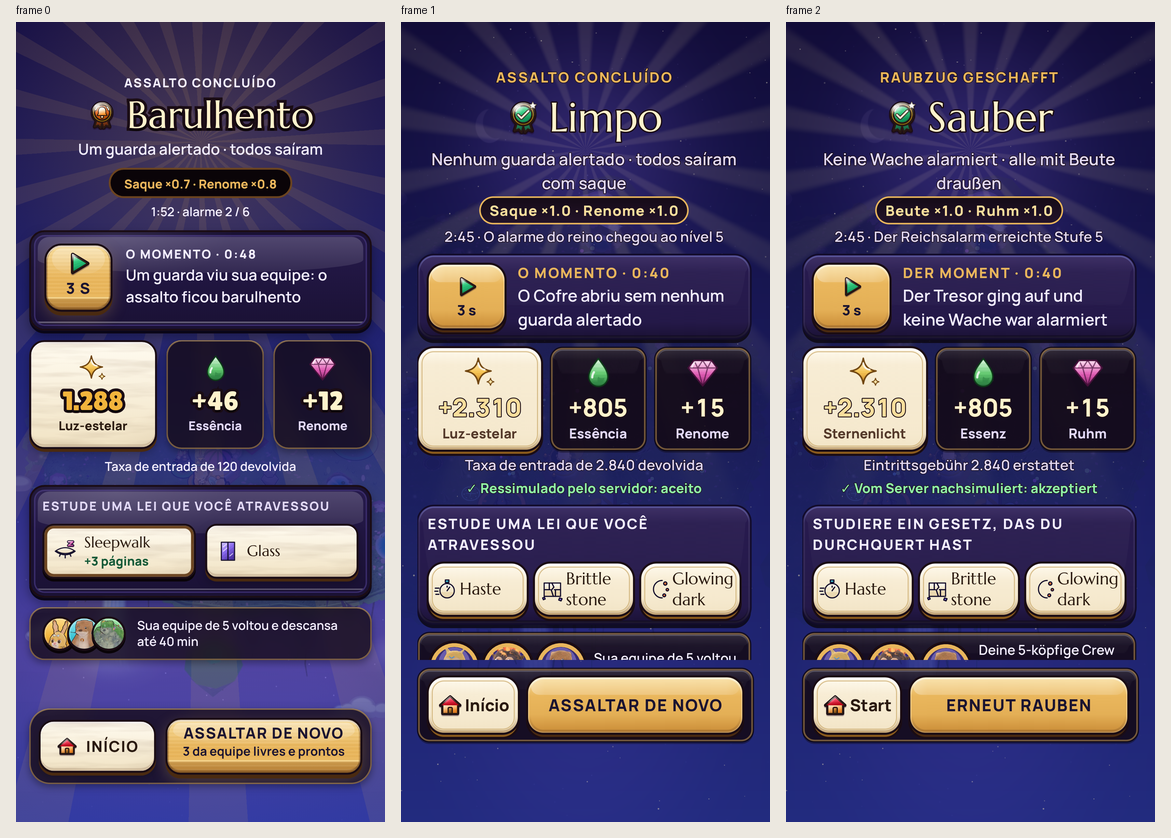 frame 0
ASSALTO CONCLUÍDO
Barulhento
Um guarda alertado · todos saíram
Saque ×0.7 · Renome ×0.8
1:52 · alarme 2 / 6
3 S
O MOMENTO · 0:48
Um guarda viu sua equipe: o
assalto ficou barulhento
1.288
Luz-estelar
+46
Essência
+12
Renome
Taxa de entrada de 120 devolvida
ESTUDE UMA LEI QUE VOCÊ ATRAVESSOU
Sleepwalk
+3 páginas
Glass
Sua equipe de 5 voltou e descansa
até 40 min
INÍCIO
ASSALTAR DE NOVO
3 da equipe livres e prontos
frame 1
ASSALTO CONCLUÍDO
Limpo
Nenhum guarda alertado · todos saíram
com saque
Saque ×1.0 · Renome ×1.0
2:45 · O alarme do reino chegou ao nível 5
3 s
O MOMENTO · 0:40
O Cofre abriu sem nenhum
guarda alertado
+2.310
Luz-estelar
+805
Essência
+15
Renome
Taxa de entrada de 2.840 devolvida
✓ Ressimulado pelo servidor: aceito
ESTUDE UMA LEI QUE VOCÊ
ATRAVESSOU
Haste
Brittle
stone
Glowing
dark
Sua equipe de 5 voltou
Início
ASSALTAR DE NOVO
frame 2
RAUBZUG GESCHAFFT
Sauber
Keine Wache alarmiert · alle mit Beute
draußen
Beute ×1.0 · Ruhm ×1.0
2:45 · Der Reichsalarm erreichte Stufe 5
3 s
DER MOMENT · 0:40
Der Tresor ging auf und
keine Wache war alarmiert
+2.310
Sternenlicht
+805
Essenz
+15
Ruhm
Eintrittsgebühr 2.840 erstattet
✓ Vom Server nachsimuliert: akzeptiert
STUDIERE EIN GESETZ, DAS DU
DURCHQUERT HAST
Haste
Brittle
stone
Glowing
dark
Deine 5-köpfige Crew
Start
ERNEUT RAUBEN